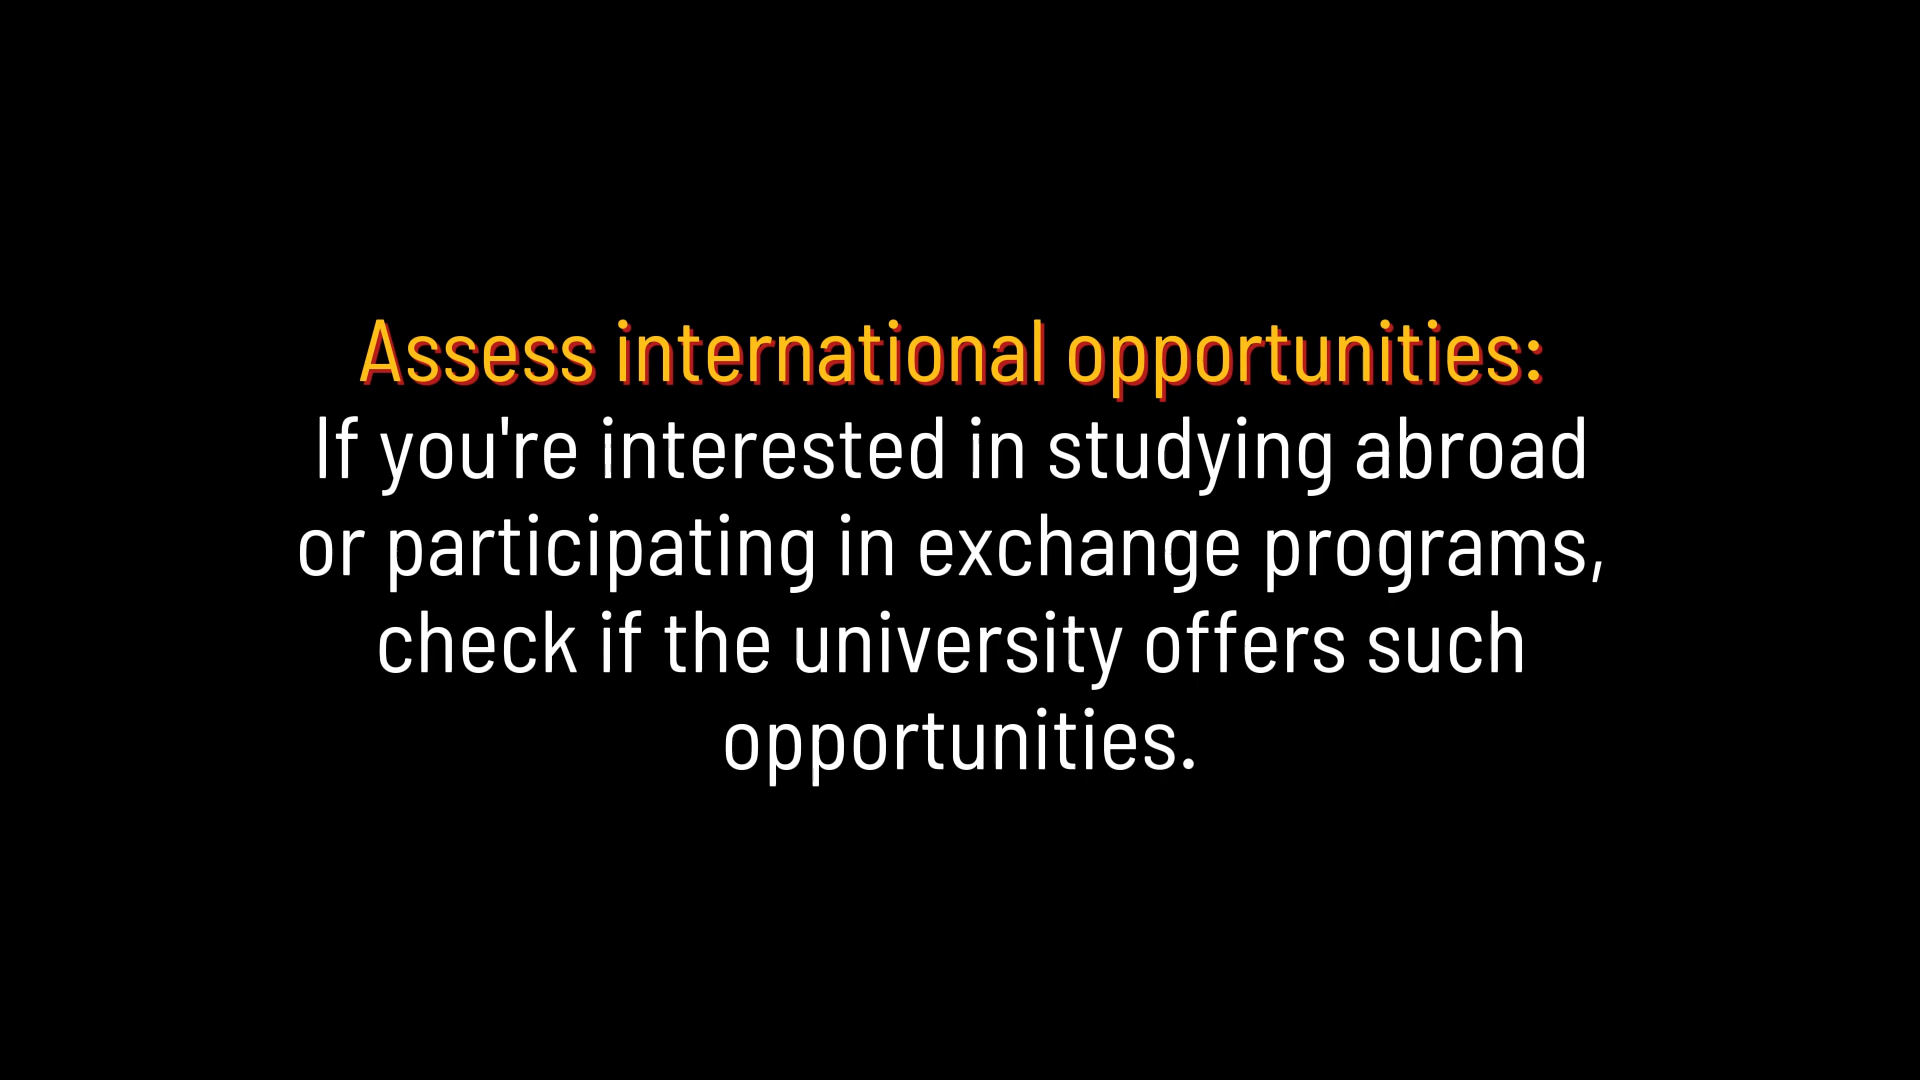 Assess international opportunities:
If you're interested in studying abroad
or participating in exchange programs,
check if the university offers such
opportunities.